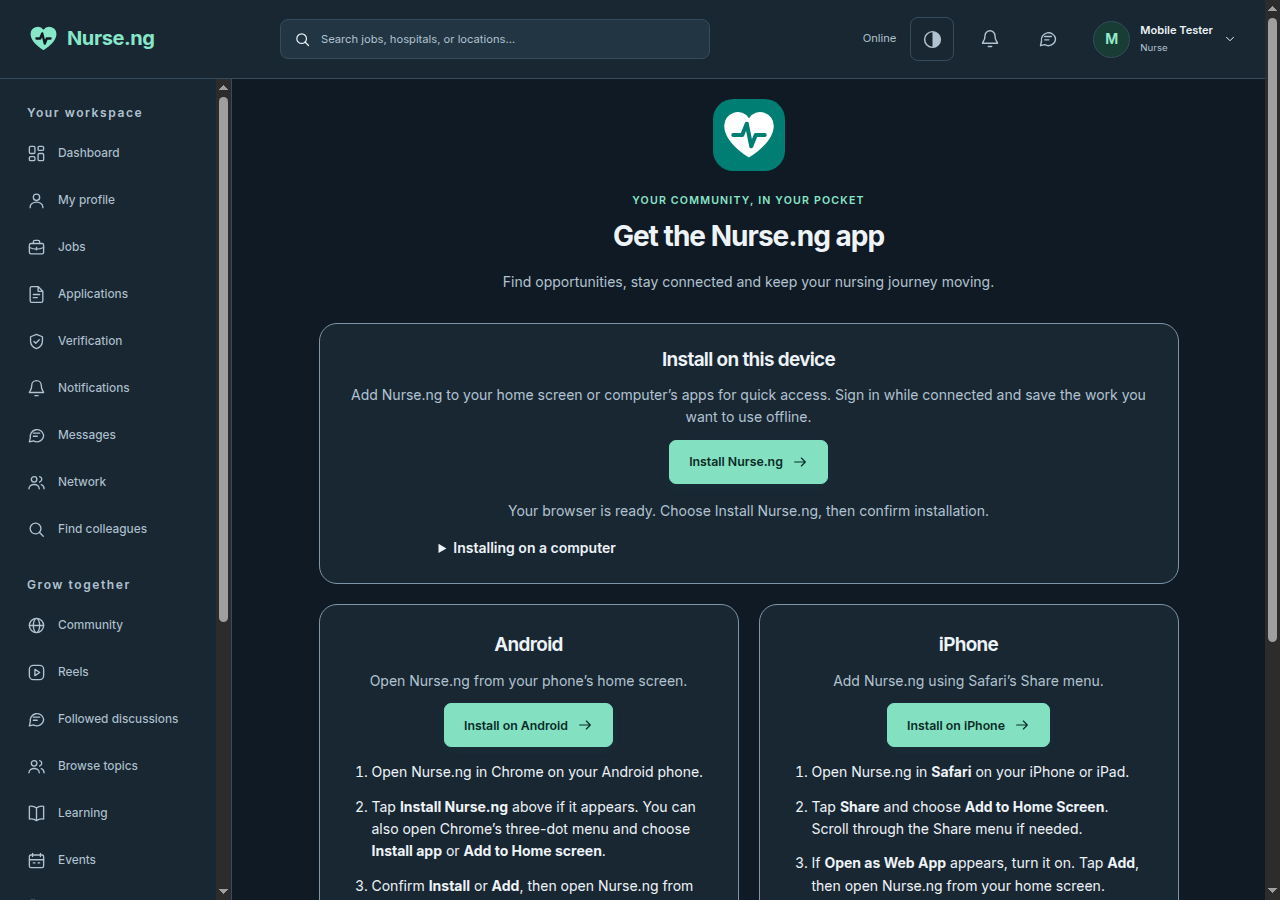 Nurse.ng
Search jobs, hospitals, or locations...
Online
M
Mobile Tester
Nurse
Your workspace
Dashboard
My profile
Jobs
Applications
Verification
Notifications
Messages
Network
Find colleagues
Grow together
Community
Reels
Followed discussions
Browse topics
Learning
Events
YOUR COMMUNITY, IN YOUR POCKET
Get the Nurse.ng app
Find opportunities, stay connected and keep your nursing journey moving.
Install on this device
Add Nurse.ng to your home screen or computer’s apps for quick access. Sign in while connected and save the work you
want to use offline.
Install Nurse.ng
Your browser is ready. Choose Install Nurse.ng, then confirm installation.
Installing on a computer
Android
Open Nurse.ng from your phone’s home screen.
Install on Android
1. Open Nurse.ng in Chrome on your Android phone.
2. Tap Install Nurse.ng above if it appears. You can
also open Chrome’s three-dot menu and choose
Install app or Add to Home screen.
3. Confirm Install or Add, then open Nurse.ng from
iPhone
Add Nurse.ng using Safari’s Share menu.
Install on iPhone
1. Open Nurse.ng in Safari on your iPhone or iPad.
2. Tap Share and choose Add to Home Screen.
Scroll through the Share menu if needed.
3. If Open as Web App appears, turn it on. Tap Add,
then open Nurse.ng from your home screen.